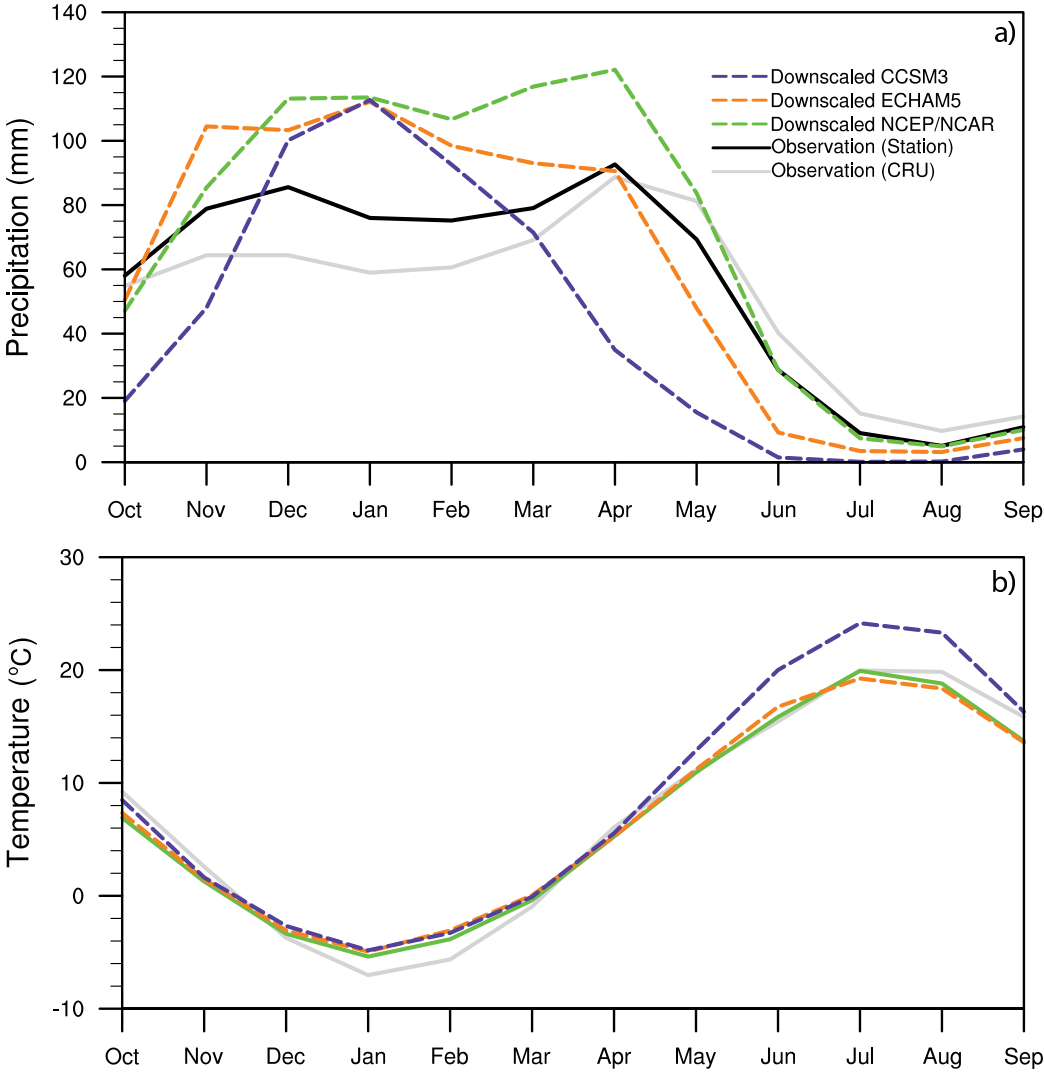 a)
Downscaled CCSM3
Downscaled ECHAM5
Downscaled NCEP/NCAR
Observation (Station)
Observation (CRU)
Precipitation (mm)
140
120
100
80
60
40
20
0
Oct Nov Dec Jan Feb Mar Apr May Jun Jul Aug Sep
b)
Temperature (°C)
30
20
10
0
-10
Oct Nov Dec Jan Feb Mar Apr May Jun Jul Aug Sep